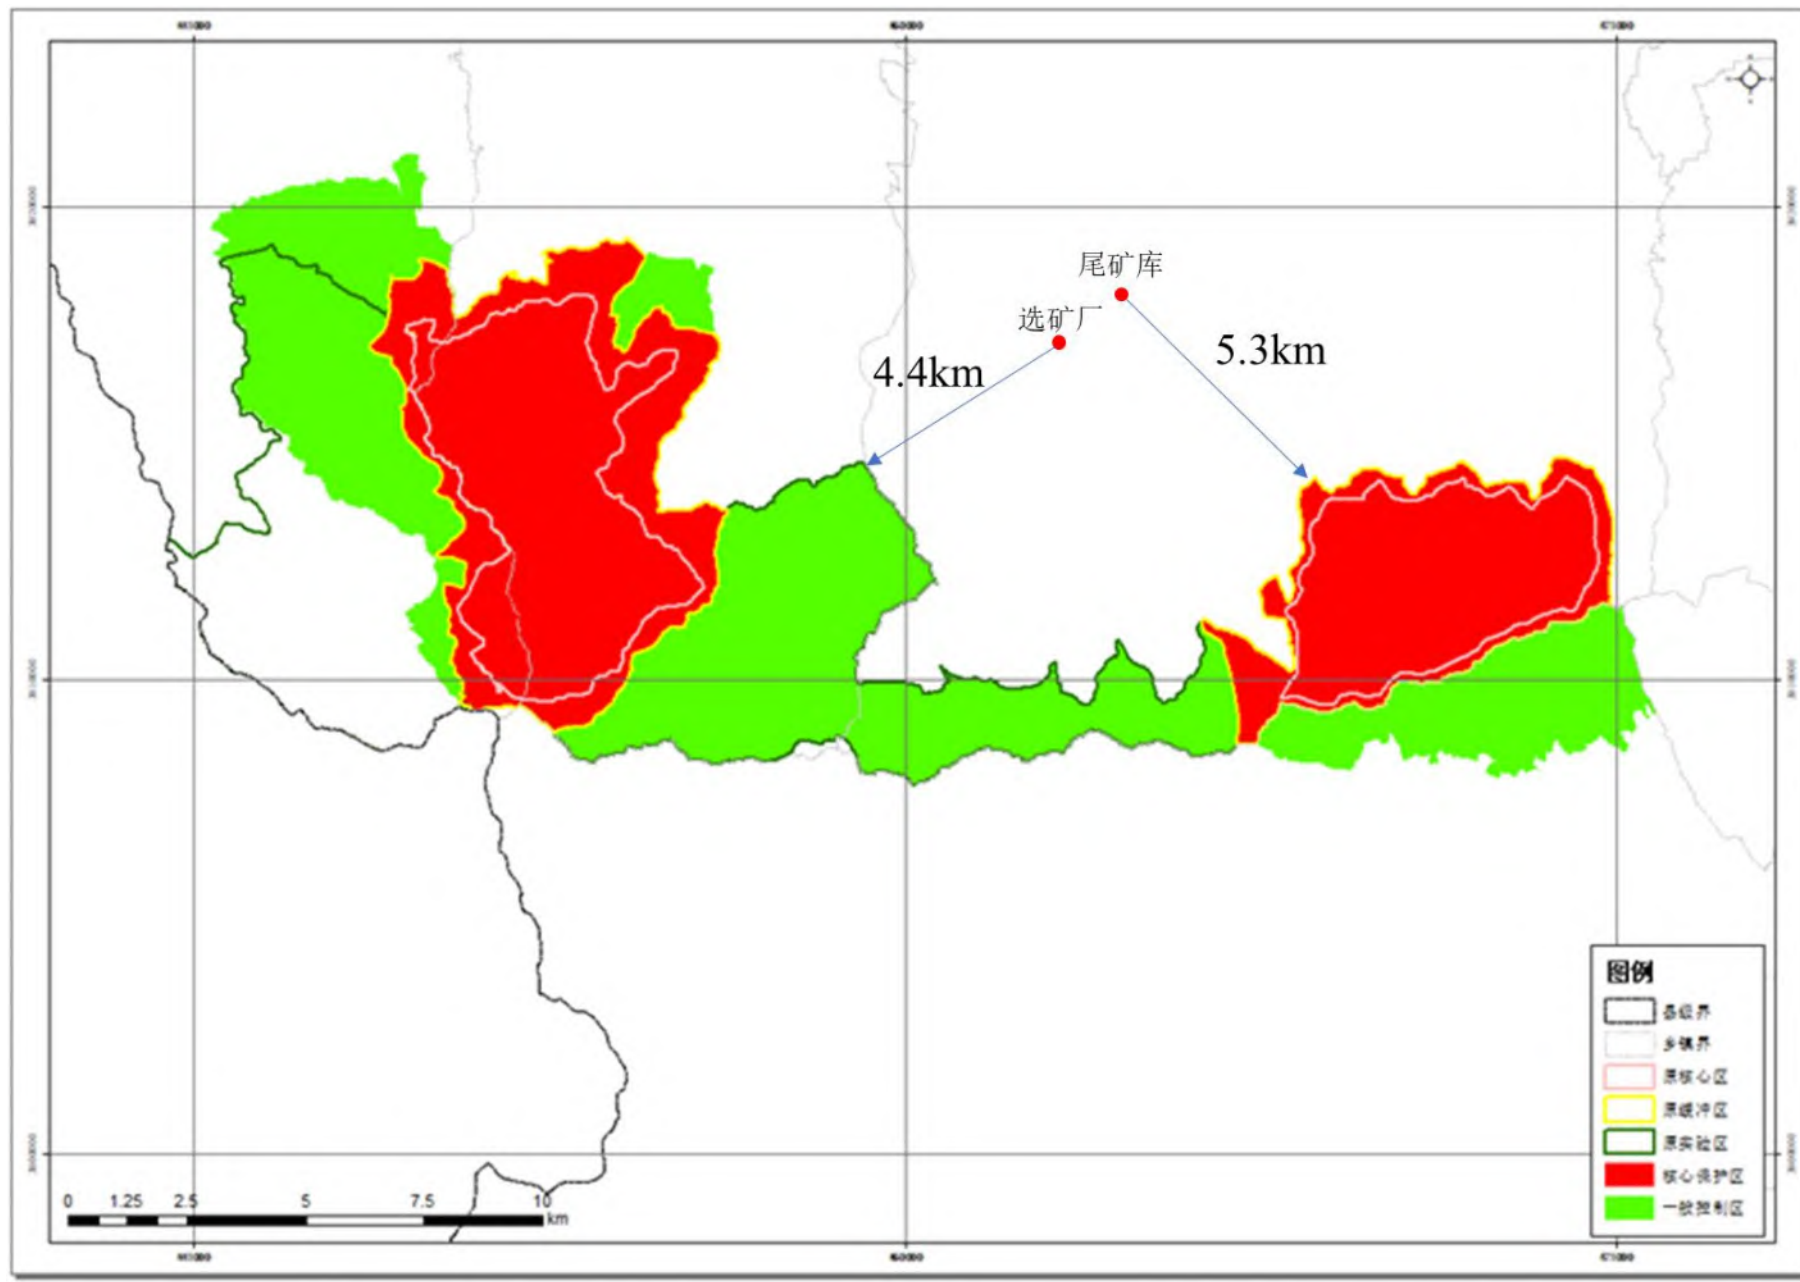 尾矿库
选矿厂
5.3km
4.4km
图例
县级界
乡镇界
原核心区
原缓冲区
原实验区
核心保护区
一般控制区
0 1.25 2.5 5 7.5 10
km